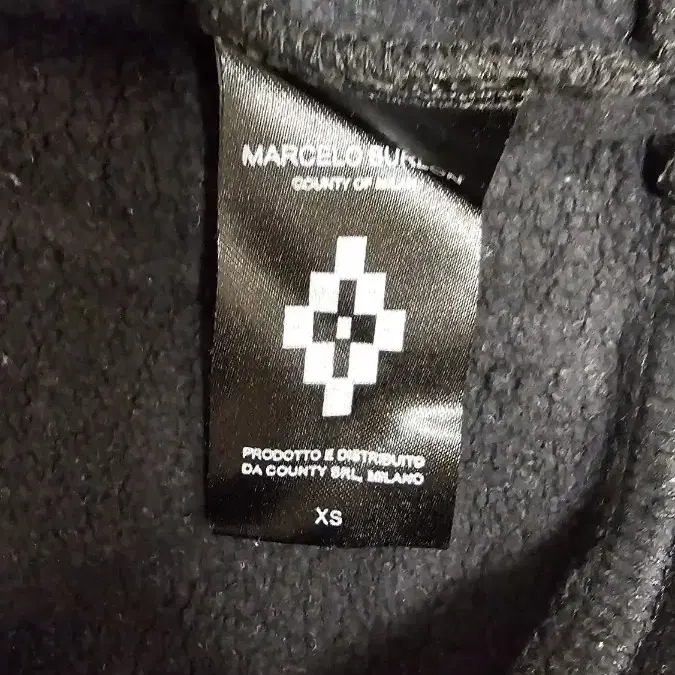 MARCELO BURLON
COUNTY OF MILAN
PRODOTTO E DISTRIBUITO
DA COUNTY SRL, MILANO
XS